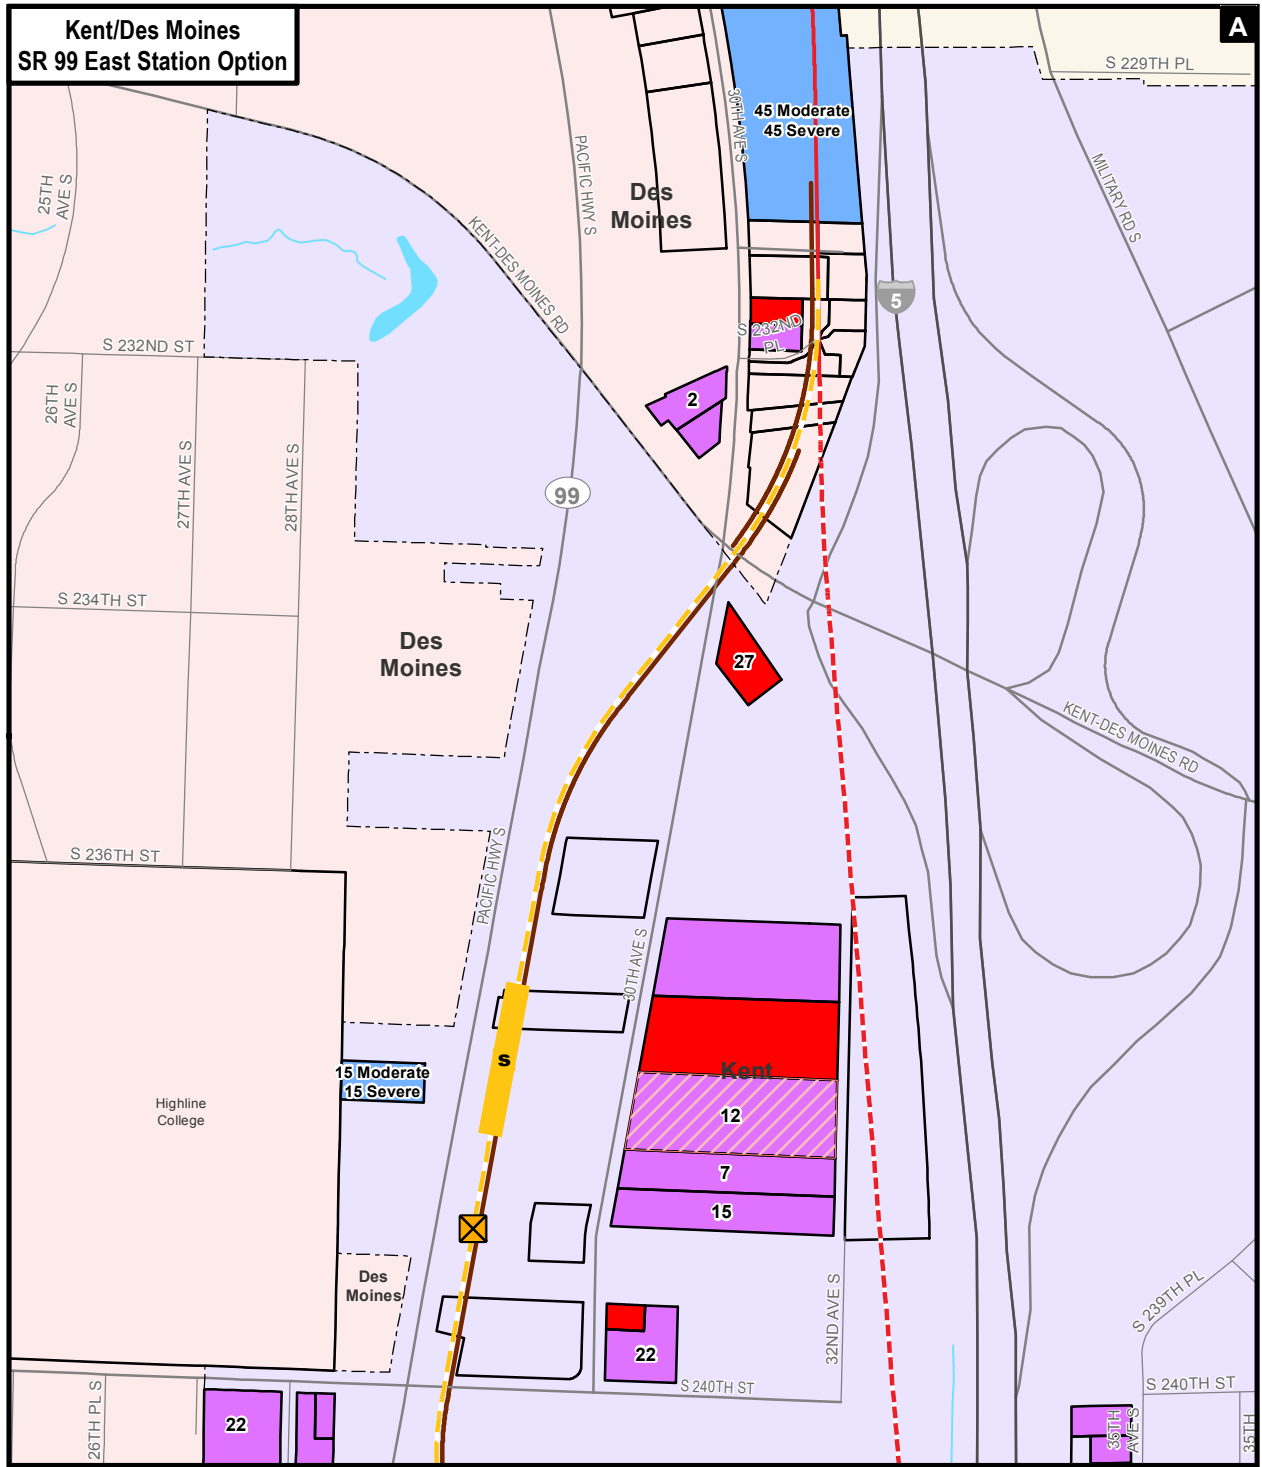 Kent/Des Moines
SR 99 East Station Option
A
S 229TH PL
45 Moderate
45 Severe
30TH AVE S
PACIFIC HWY S
MILITARY RD S
25TH
AVE S
Des
Moines
KENT-DES MOINES RD
5
S 232ND
PL
S 232ND ST
26TH
AVE S
2
27TH AVE S
28TH AVE S
99
S 234TH ST
Des
Moines
27
KENT-DES MOINES RD
S 236TH ST
PACIFIC HWY S
30TH AVE S
s
15 Moderate
15 Severe
Kent
Highline
College
12
7
15
Des
Moines
32ND AVE S
S 239TH PL
22
S 240TH ST
S 240TH ST
26TH PL S
22
35TH
AVE S
35TH